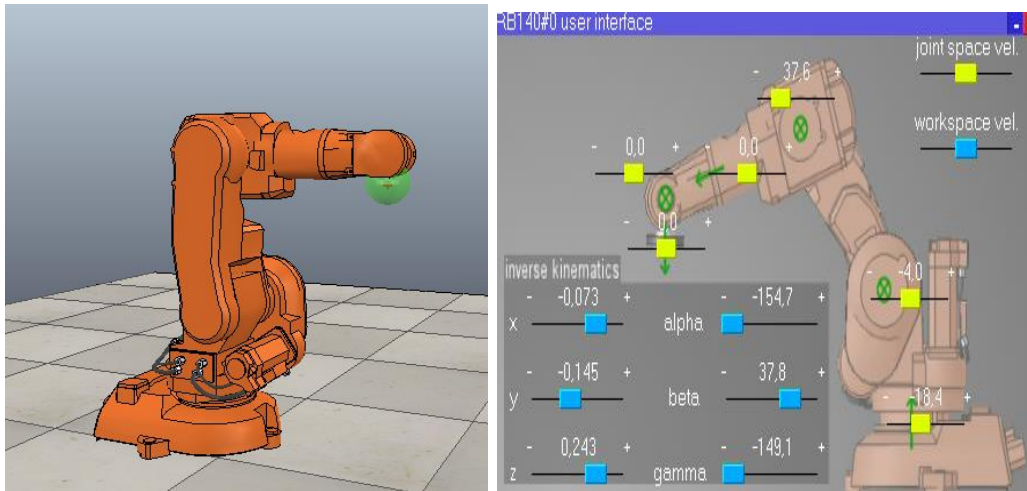 RB140#0 user interface -
joint space vel.
- 37,6 +
workspace vel.
- 0,0 + - 0,0 +
- 0,0 +
inverse kinematics
- -4,0 +
- -0,073 + - -154,7 +
x alpha
- -0,145 + - 37,8 +
y beta
- -18,4 +
- 0,243 + - -149,1 +
z gamma